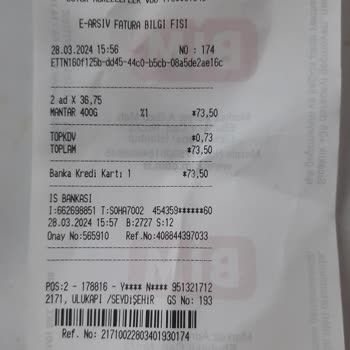 E-ARSIV FATURA BILGI FISI
28.03.2024 15:56 NO : 174
ETTN160f125b-dd45-44c0-b5cb-08a5de2ae16c
2 ad X 36,75
MANTAR 400G %1 *73,50
TOPKDV *0,73
TOPLAM *73,50
Banka Kredi Kartı 1 *73,50
IS BANKASI
I:662698851 T:SOHA7002 454359******60
28.03.2024 15:57 B:2727 S:12
Onay No:565910 Ref.No:408844397033
POS:2 - 178816 - Y**** N**** 951321712
2171, ULUKAPI /SEYDİŞEHİR GS No: 193
Ref. No: 21710022803401930174